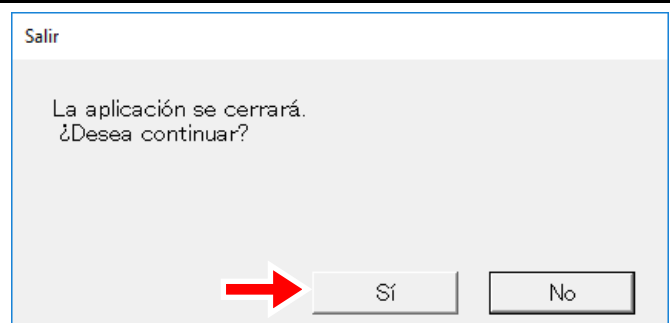 Salir
La aplicación se cerrará.
¿Desea continuar?
Sí
No